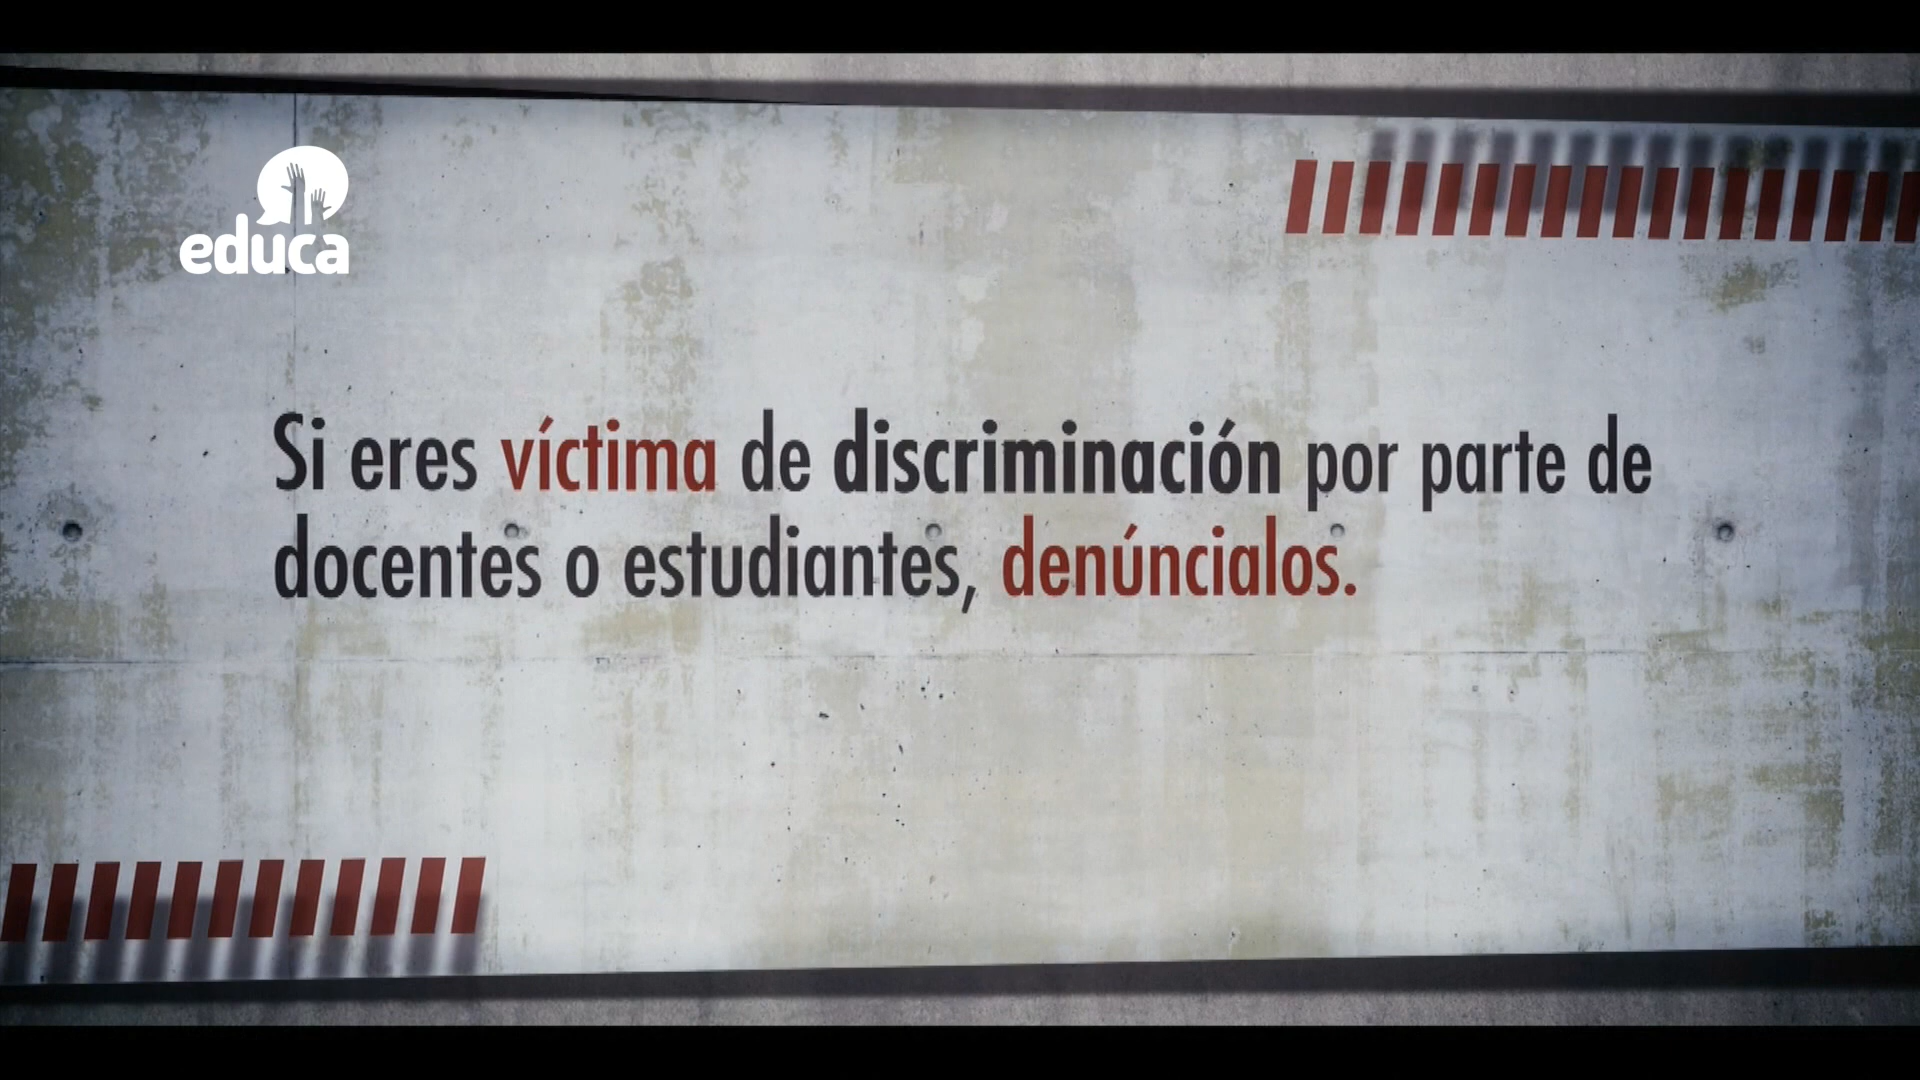 educa
Si eres víctima de discriminación por parte de
docentes o estudiantes, denúncialos.